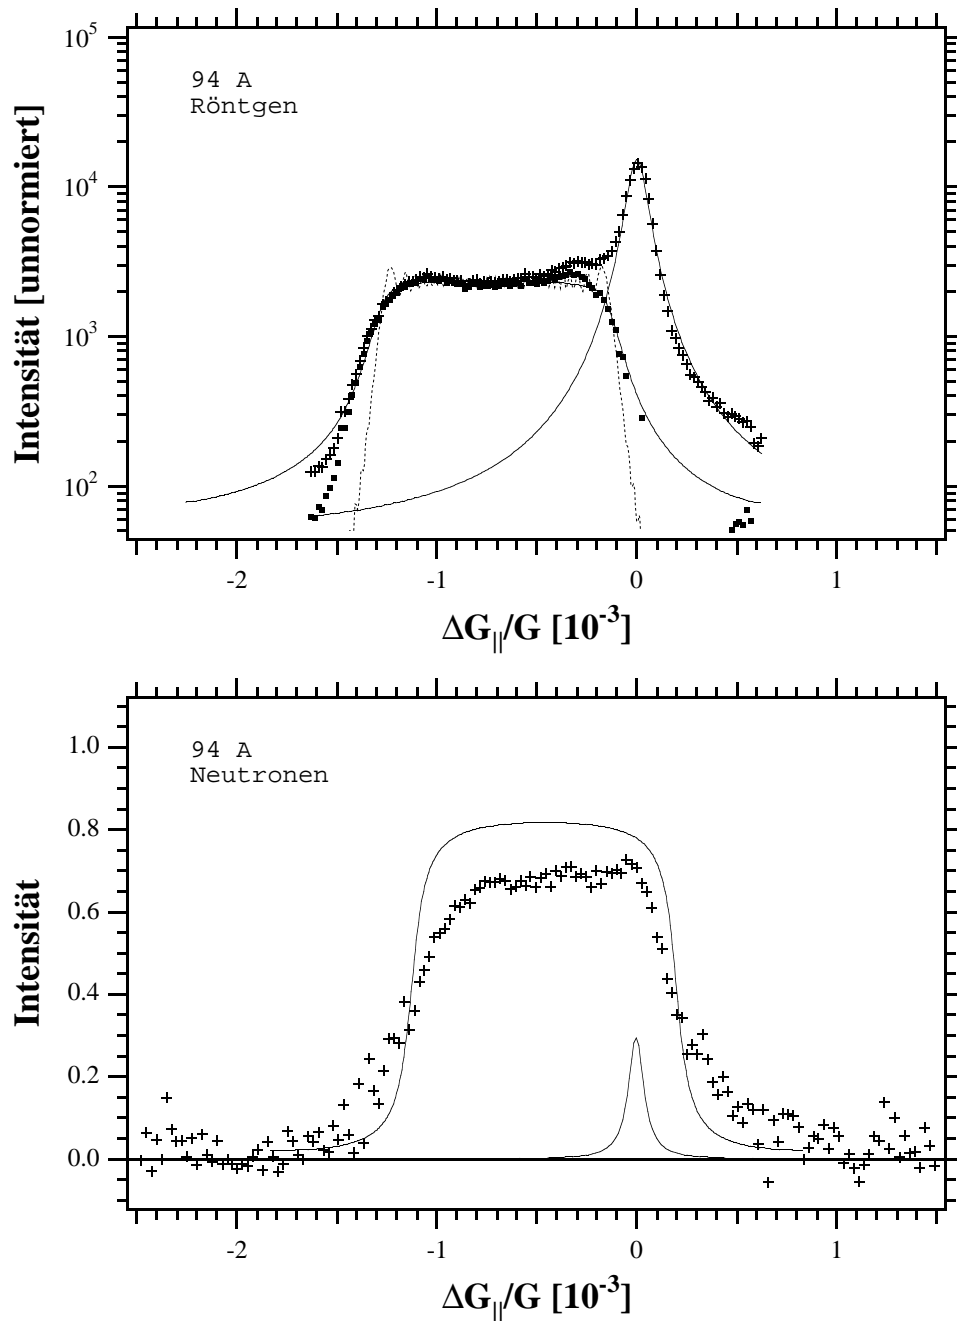 10^5
94 A
Röntgen
10^4
10^3
10^2
Intensität [unnormiert]
-2 -1 0 1
ΔG_||/G [10^-3]
94 A
Neutronen
1.0
0.8
0.6
0.4
0.2
0.0
Intensität
-2 -1 0 1
ΔG_||/G [10^-3]